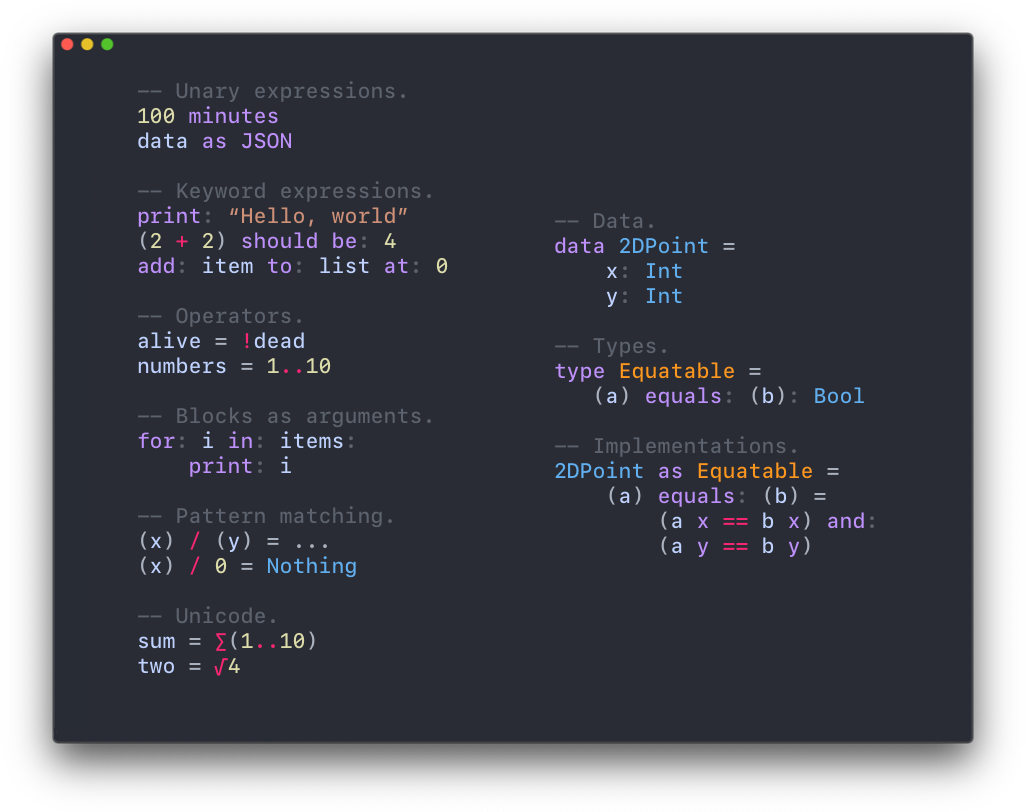 —— Unary expressions.
100 minutes
data as JSON
—— Keyword expressions.
print: “Hello, world”
(2 + 2) should be: 4
add: item to: list at: 0
—— Operators.
alive = !dead
numbers = 1..10
—— Blocks as arguments.
for: i in: items:
    print: i
—— Pattern matching.
(x) / (y) = ...
(x) / 0 = Nothing
—— Unicode.
sum = ∑(1..10)
two = √4
—— Data.
data 2DPoint =
    x: Int
    y: Int
—— Types.
type Equatable =
   (a) equals: (b): Bool
—— Implementations.
2DPoint as Equatable =
    (a) equals: (b) =
        (a x == b x) and:
        (a y == b y)